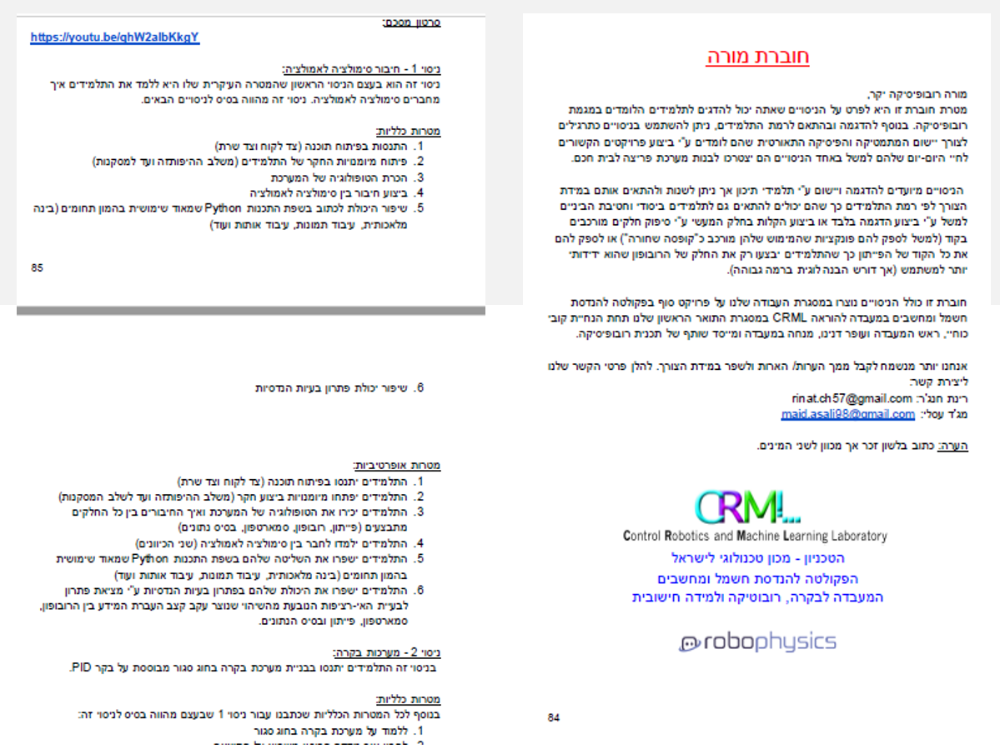 חוברת מורה
מורה רובופיסיקה יקר,
מטרת חוברת זו היא לפרט על הניסויים שאתה יכול להדגים לתלמידים הלומדים במגמת
רובופיסיקה. בנוסף להדגמה ובהתאם לרמת התלמידים, ניתן להשתמש בניסויים כתרגילים
לצורך יישום המתמטיקה והפיסיקה התאורטית שהם לומדים ע"י ביצוע פרויקטים הקשורים
לחיי היום-יום שלהם למשל באחד הניסויים הם יצטרכו לבנות מערכת פריצה לבית חכם.
הניסויים מיועדים להדגמה ויישום ע"י תלמידי תיכון אך ניתן לשנות ולהתאים אותם במידת
הצורך לפי רמת התלמידים כך שהם יכולים להתאים גם לתלמידים ביסודי וחטיבת הביניים
למשל ע"י ביצוע הדגמה בלבד או ביצוע הקלות בחלק המעשי ע"י סיפוק חלקים מורכבים
בקוד (למשל לספק להם פונקציות שהמימוש שלהן מורכב כ"קופסה שחורה") או לספק להם
את כל הקוד של הפייתון כך שהתלמידים יבצעו רק את החלק של הרובופון שהוא ידידותי
יותר למשתמש (אך דורש הבנה לוגית ברמה גבוהה).
חוברת זו כולל הניסויים נוצרו במסגרת העבודה שלנו על פרויקט סוף בפקולטה להנדסת
חשמל ומחשבים במעבדה להוראה CRML במסגרת התואר הראשון שלנו תחת הנחיית קובי
כוחיי, ראש המעבדה ועופר דנינו, מנחה במעבדה ומייסד שותף של תכנית רובופיסיקה.
אנחנו יותר מנשמח לקבל ממך הערות/ הארות ולשפר במידת הצורך. להלן פרטי הקשר שלנו
ליצירת קשר:
רינת חנג'ר: rinat.ch57@gmail.com
מג'ד עסלי: majd.asali98@gmail.com
הערה: כתוב בלשון זכר אך מכוון לשני המינים.
CRML...
Control Robotics and Machine Learning Laboratory
הטכניון - מכון טכנולוגי לישראל
הפקולטה להנדסת חשמל ומחשבים
המעבדה לבקרה, רובוטיקה ולמידה חישובית
robophysics
84
סרטון מסכם:
https://youtu.be/qhW2albKkgY
ניסוי 1 - חיבור סימולציה לאמולציה:
ניסוי זה הוא בעצם הניסוי הראשון שהמטרה העיקרית שלו היא ללמד את התלמידים איך
מחברים סימולציה לאמולציה. ניסוי זה מהווה בסיס לניסויים הבאים.
מטרות כלליות:
1. התנסות בפיתוח תוכנה (צד לקוח וצד שרת)
2. פיתוח מיומנויות החקר של התלמידים (משלב ההיפותזה ועד למסקנות)
3. הכרת הטופולוגיה של המערכת
4. ביצוע חיבור בין סימולציה לאמולציה
5. שיפור היכולת לכתוב בשפת התכנות Python שמאוד שימושית בהמון תחומים (בינה
מלאכותית, עיבוד תמונות, עיבוד אותות ועוד)
85
6. שיפור יכולת פתרון בעיות הנדסיות
מטרות אופרטיביות:
1. התלמידים יתנסו בפיתוח תוכנה (צד לקוח וצד שרת)
2. התלמידים יפתחו מיומנויות ביצוע חקר (משלב ההיפותזה ועד לשלב המסקנות)
3. התלמידים יכירו את הטופולוגיה של המערכת ואיך החיבורים בין כל החלקים
מתבצעים (פייתון, רובופון, סמארטפון, בסיס נתונים)
4. התלמידים ילמדו לחבר בין סימולציה לאמולציה (שני הכיוונים)
5. התלמידים ישפרו את השליטה שלהם בשפת התכנות Python שמאוד שימושית
בהמון תחומים (בינה מלאכותית, עיבוד תמונות, עיבוד אותות ועוד)
6. התלמידים ישפרו את היכולת שלהם בפתרון בעיות הנדסיות ע"י מציאת פתרון
לבעיית האי-רציפות הנובעת מהשיהוי שנוצר עקב קצב העברת המידע בין הרובופון,
סמארטפון, פייתון ובסיס הנתונים.
ניסוי 2 - מערכות בקרה:
בניסוי זה התלמידים יתנסו בבניית מערכת בקרה בחוג סגור מבוססת על בקר PID.
מטרות כלליות:
בנוסף לכל המטרות הכלליות שכתבנו עבור ניסוי 1 שבעצם מהווה בסיס לניסוי זה:
1. ללמוד על מערכת בקרה בחוג סגור